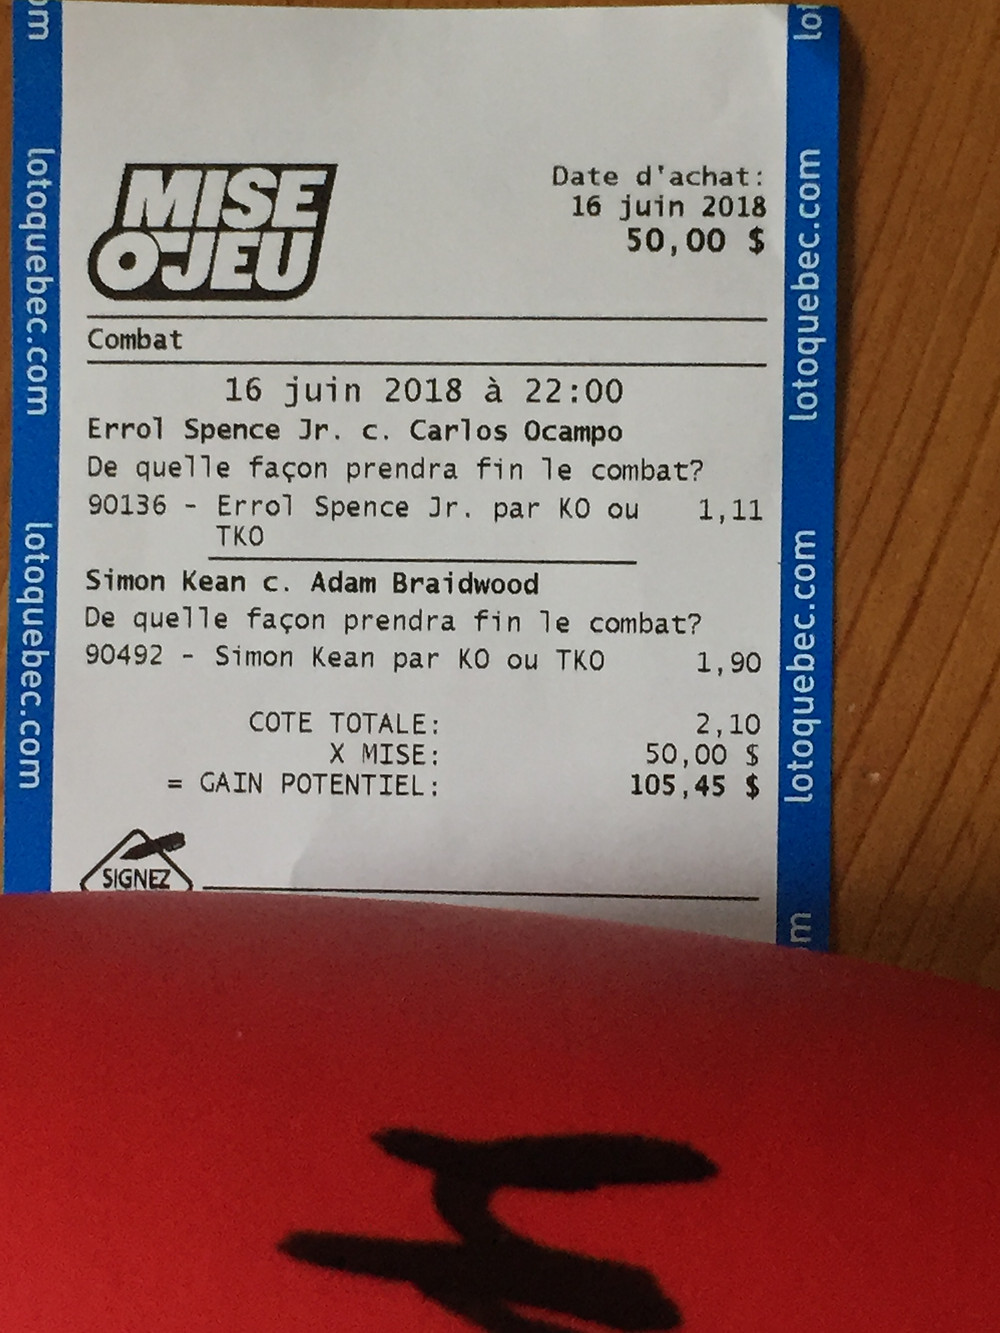 MISE
O-JEU
Date d'achat:
16 juin 2018
50,00 $
Combat
16 juin 2018 à 22:00
Errol Spence Jr. c. Carlos Ocampo
De quelle façon prendra fin le combat?
90136 - Errol Spence Jr. par KO ou 1,11
TKO
Simon Kean c. Adam Braidwood
De quelle façon prendra fin le combat?
90492 - Simon Kean par KO ou TKO 1,90
COTE TOTALE: 2,10
X MISE: 50,00 $
= GAIN POTENTIEL: 105,45 $
SIGNEZ
om
lotoquebec.com
lotoquebec.com
lot
lotoquebec.com
lotoquebec.com
om